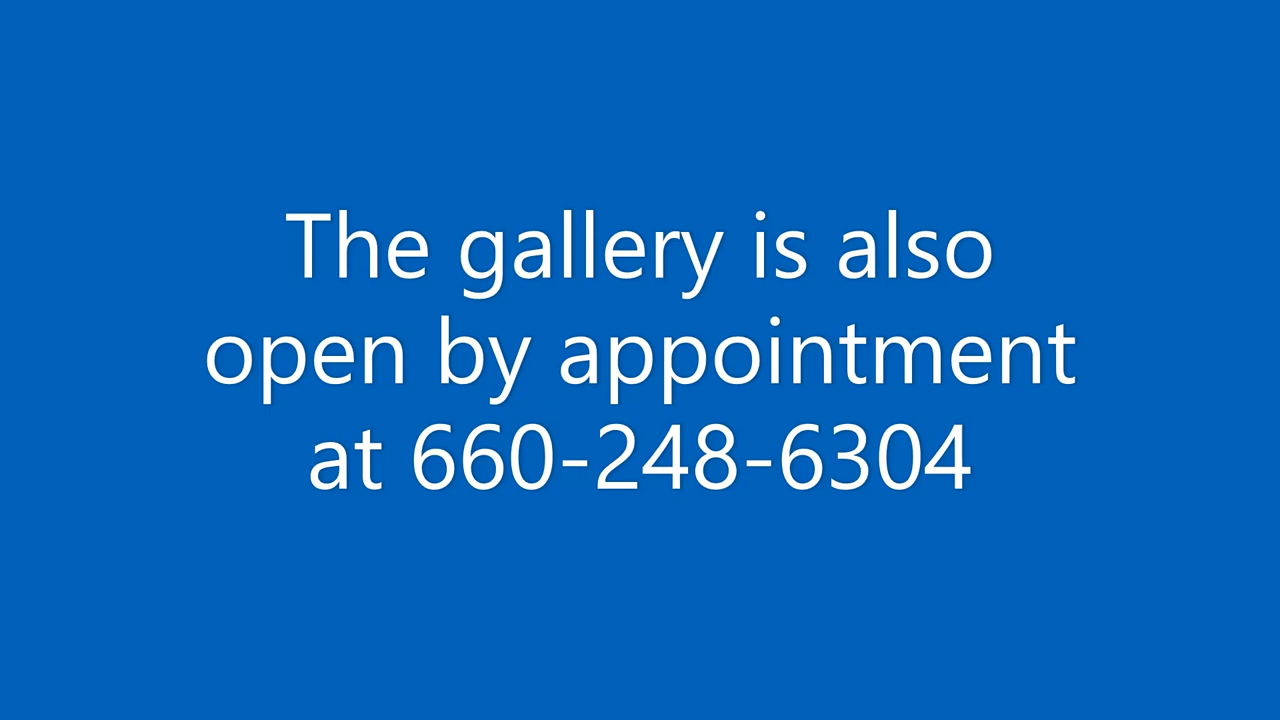 The gallery is also
open by appointment
at 660-248-6304